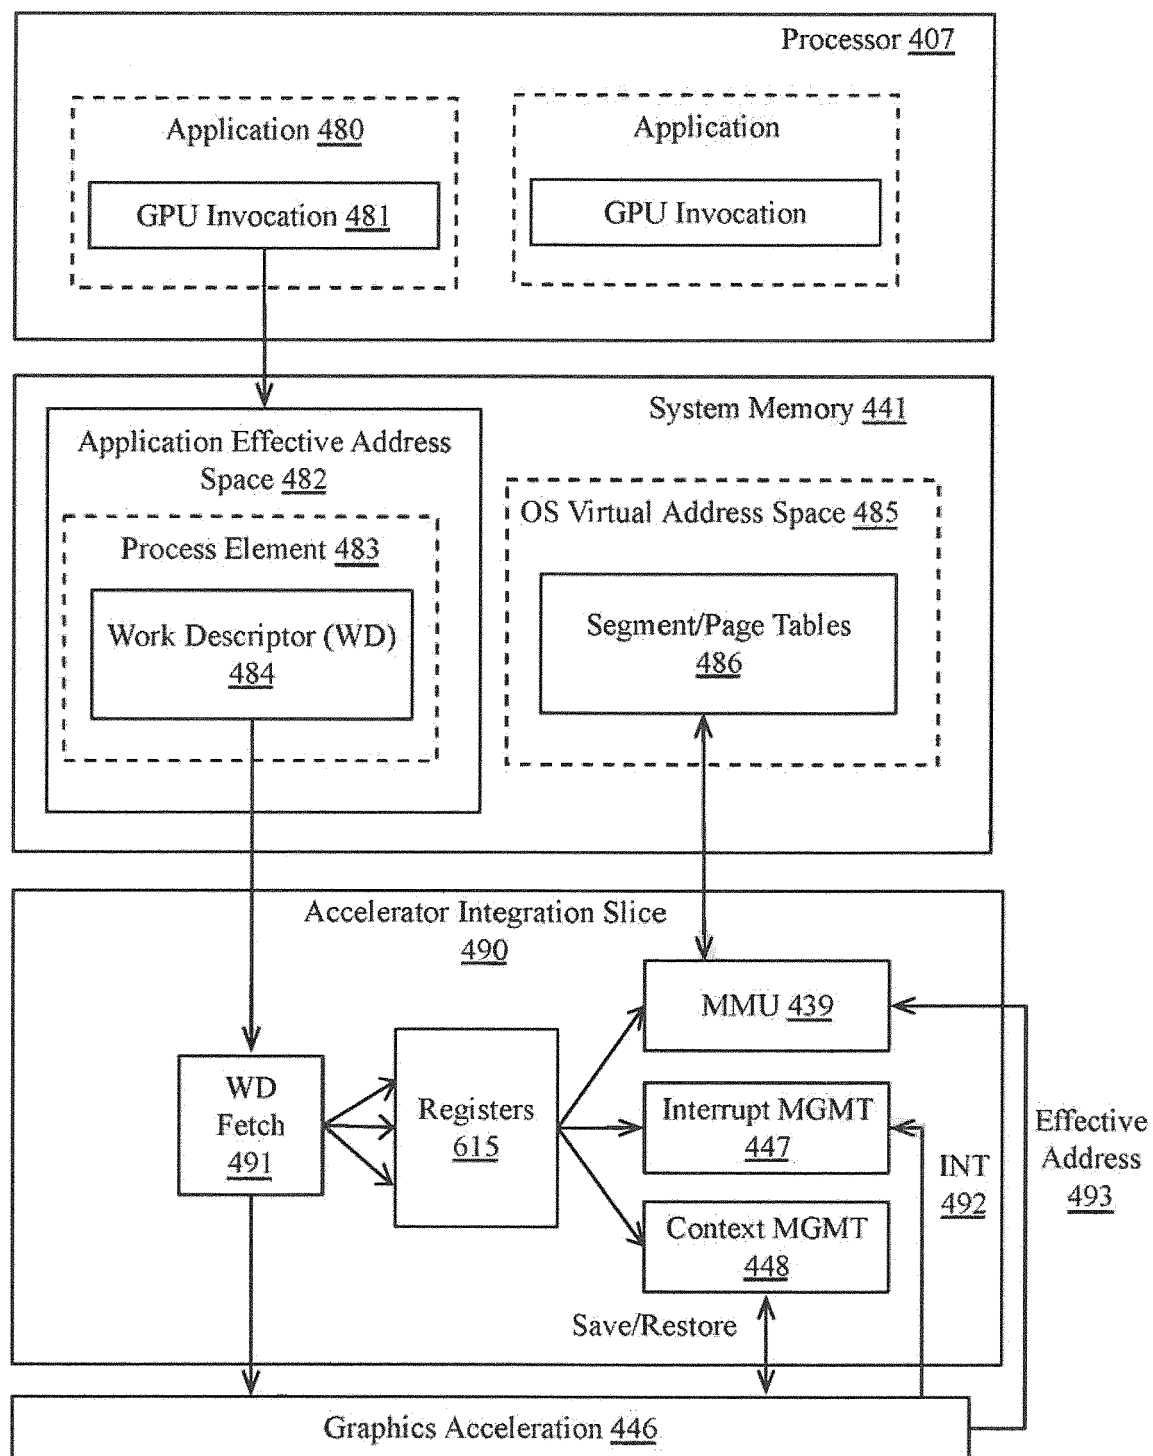 Processor 407
Application 480
Application
GPU Invocation 481
GPU Invocation
System Memory 441
Application Effective Address
Space 482
OS Virtual Address Space 485
Process Element 483
Work Descriptor (WD)
484
Segment/Page Tables
486
Accelerator Integration Slice
490
MMU 439
WD
Fetch
491
Registers
615
Interrupt MGMT
447
Effective
Address
493
INT
492
Context MGMT
448
Save/Restore
Graphics Acceleration 446